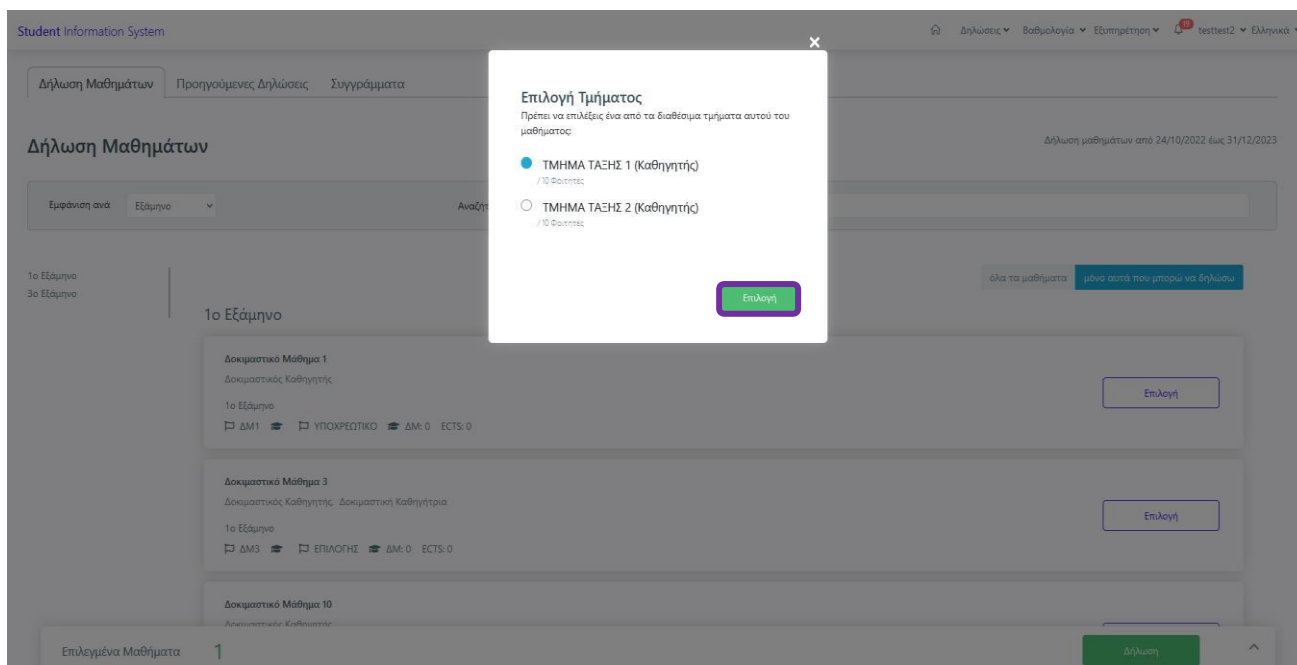 Student Information System
Δηλώσεις Βαθμολογία Εξυπηρέτηση 19 testtest2 Ελληνικά
Δήλωση Μαθημάτων Προηγούμενες Δηλώσεις Συγγράμματα
Δήλωση Μαθημάτων
Δήλωση μαθημάτων από 24/10/2022 έως 31/12/2023
Εμφάνιση ανά Εξάμηνο
×
Επιλογή Τμήματος
Πρέπει να επιλέξεις ένα από τα διαθέσιμα τμήματα αυτού του
μαθήματος:
ΤΜΗΜΑ ΤΑΞΗΣ 1 (Καθηγητής)
/10 Φοιτητές
ΤΜΗΜΑ ΤΑΞΗΣ 2 (Καθηγητής)
/10 Φοιτητές
Επιλογή
1ο Εξάμηνο
3ο Εξάμηνο
όλα τα μαθήματα μόνο αυτά που μπορώ να δηλώσω
1ο Εξάμηνο
Δοκιμαστικό Μάθημα 1
Δοκιμαστικός Καθηγητής
1ο Εξάμηνο
ΔΜ1 ΥΠΟΧΡΕΩΤΙΚΟ ΔΜ: 0 ECTS: 0
Επιλογή
Δοκιμαστικό Μάθημα 3
Δοκιμαστικός Καθηγητής, Δοκιμαστική Καθηγήτρια
1ο Εξάμηνο
ΔΜ3 ΕΠΙΛΟΓΗΣ ΔΜ: 0 ECTS: 0
Επιλογή
Δοκιμαστικό Μάθημα 10
Επιλεγμένα Μαθήματα 1
Δήλωση